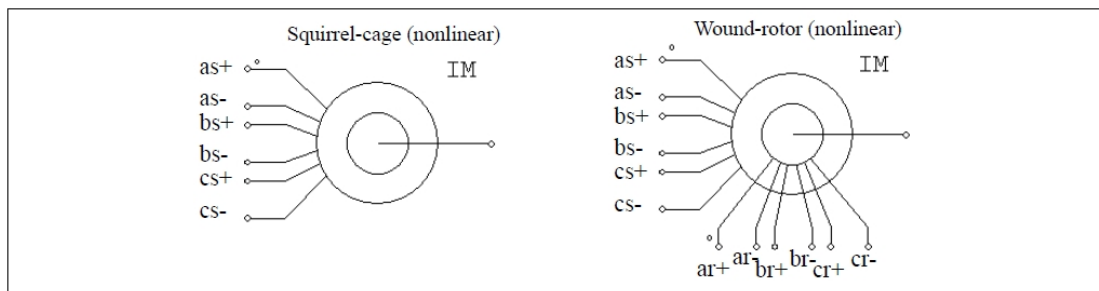 Squirrel-cage (nonlinear)
IM
as+
as-
bs+
bs-
cs+
cs-
Wound-rotor (nonlinear)
IM
as+
as-
bs+
bs-
cs+
cs-
ar+
ar-
br+
br-
cr+
cr-